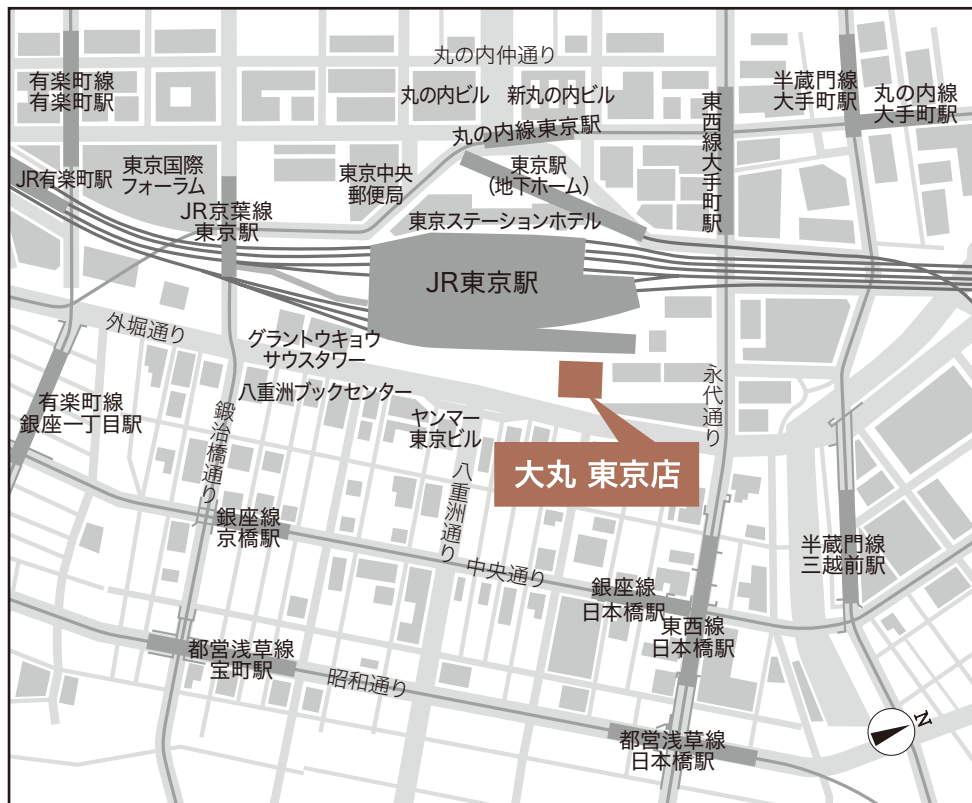 丸の内仲通り
有楽町線
有楽町駅
丸の内ビル
新丸の内ビル
東西線大手町駅
半蔵門線
大手町駅
丸の内線
大手町駅
丸の内線東京駅
JR有楽町駅
東京国際
フォーラム
東京中央
郵便局
東京駅
(地下ホーム)
JR京葉線
東京駅
東京ステーションホテル
JR東京駅
外堀通り
グラントウキョウ
サウスタワー
八重洲ブックセンター
永代通り
有楽町線
銀座一丁目駅
鍛冶橋通り
ヤンマー
東京ビル
八重洲通り
大丸 東京店
銀座線
京橋駅
中央通り
半蔵門線
三越前駅
銀座線
日本橋駅
東西線
日本橋駅
都営浅草線
宝町駅
昭和通り
都営浅草線
日本橋駅
N